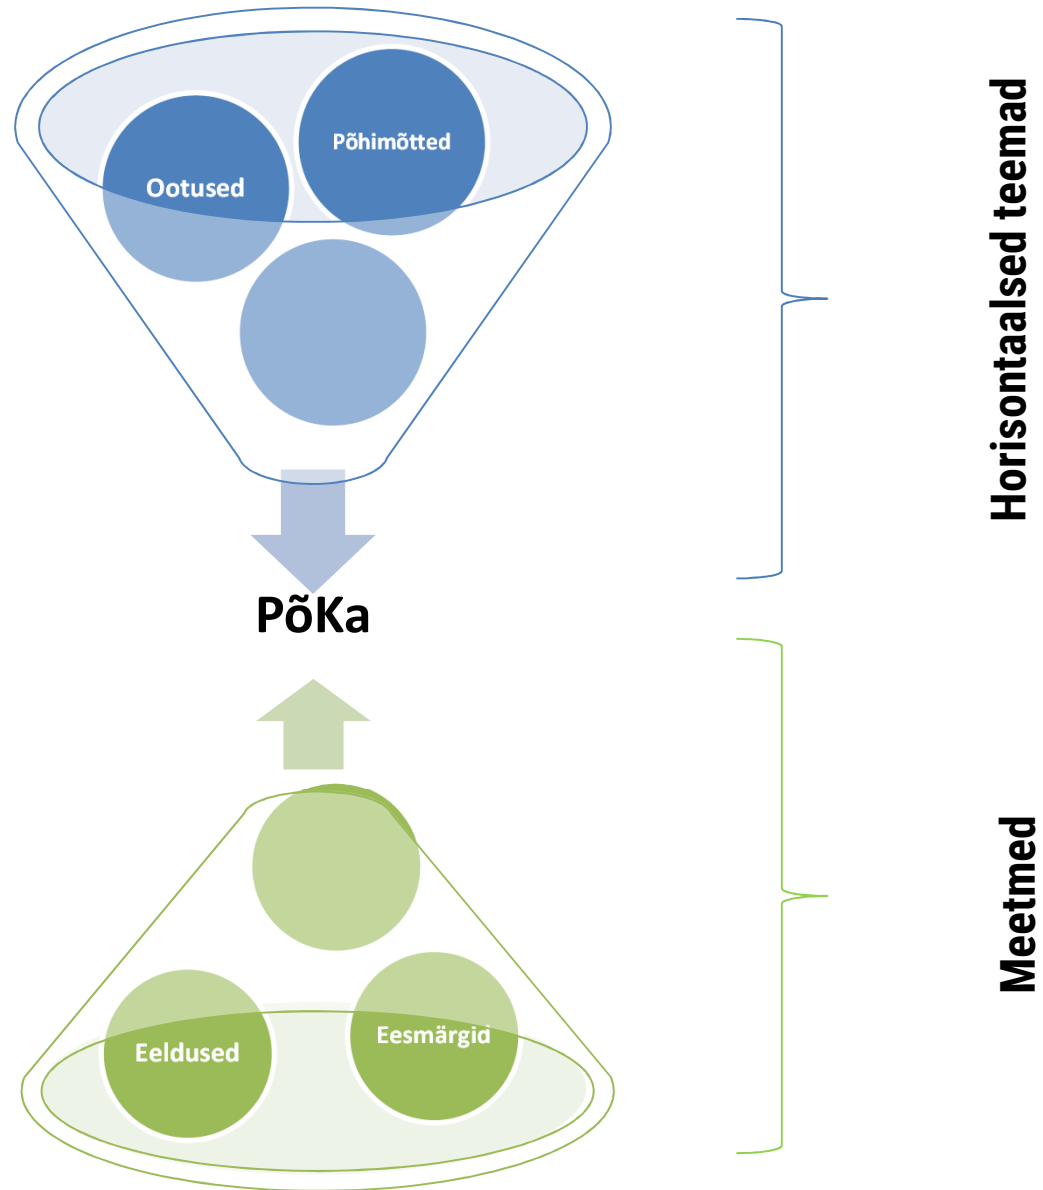 Põhimõtted
Ootused
Horisontaalsed teemad
PõKa
Meetmed
Eesmärgid
Eeldused